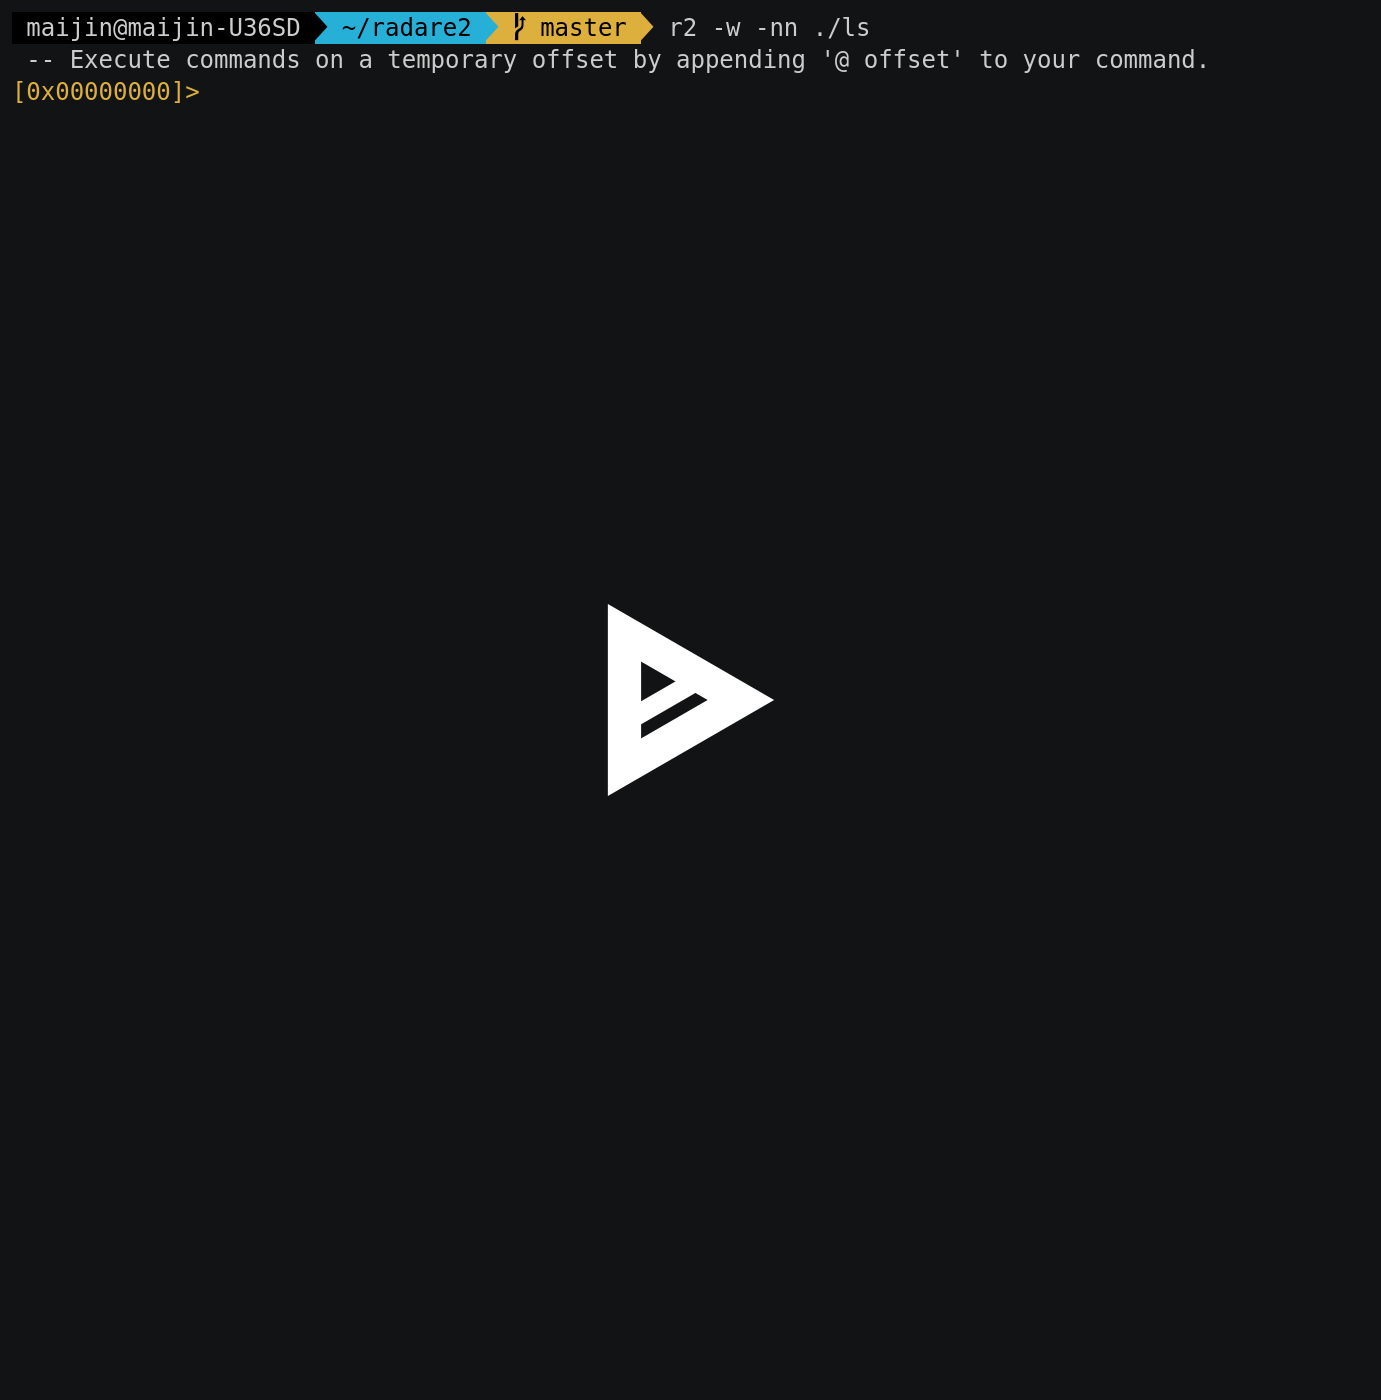 maijin@maijin-U36SD ~/radare2 master r2 -w -nn ./ls
-- Execute commands on a temporary offset by appending '@ offset' to your command.
[0x00000000]>